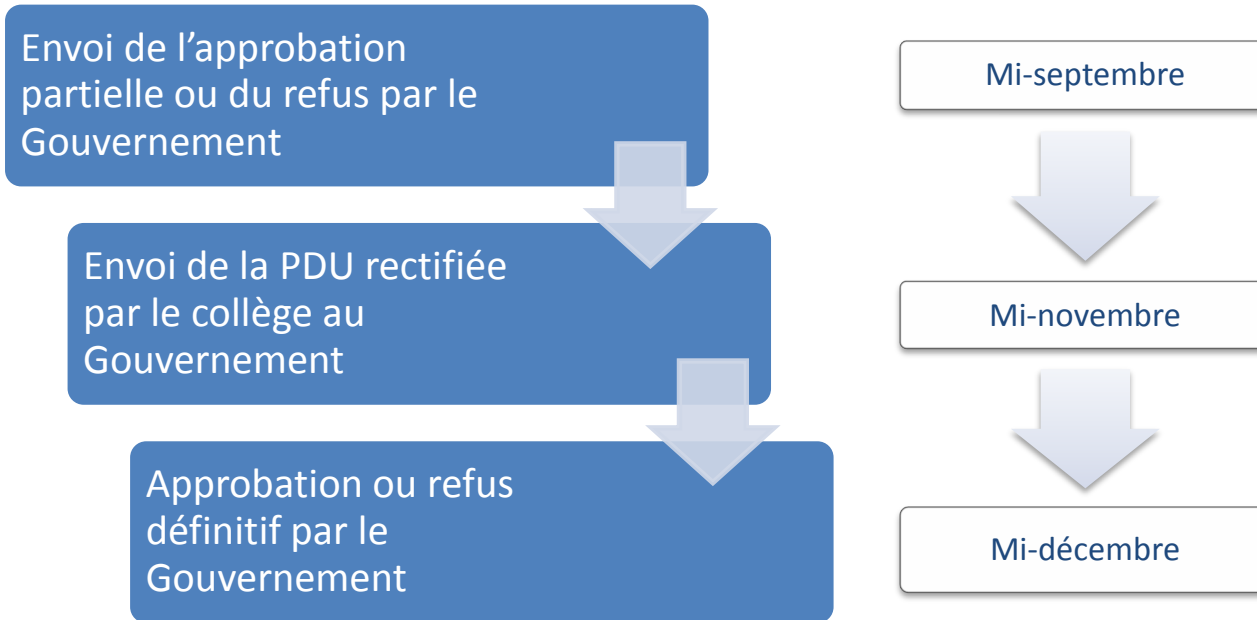 Envoi de l’approbation
partielle ou du refus par le
Gouvernement
Mi-septembre
Envoi de la PDU rectifiée
par le collège au
Gouvernement
Mi-novembre
Approbation ou refus
définitif par le
Gouvernement
Mi-décembre